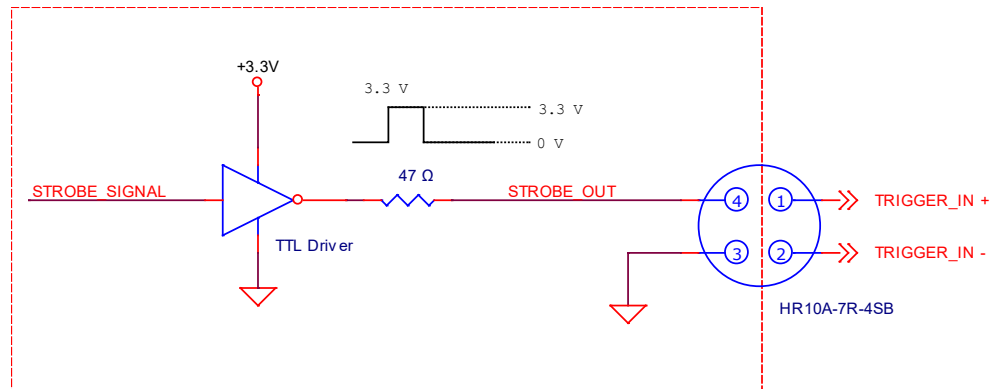 +3.3V
3.3 V
3.3 V
0 V
STROBE_SIGNAL
47 Ω
STROBE_OUT
TTL Driver
4
1
TRIGGER_IN +
3
2
TRIGGER_IN -
HR10A-7R-4SB